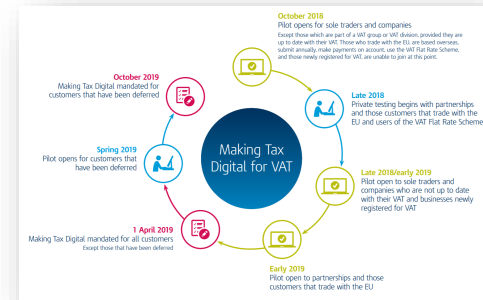 October 2018
Pilot opens for sole traders and companies
Except those which are part of a VAT group or VAT division, provided they are
up to date with their VAT. Those who trade with the EU, are based overseas,
submit annually, make payments on account, use the VAT Flat Rate Scheme,
and those newly registered for VAT, are unable to join at this point.
Late 2018
Private testing begins with partnerships
and those customers that trade with the
EU and users of the VAT Flat Rate Scheme
Late 2018/early 2019
Pilot open to sole traders and
companies who are not up to date
with their VAT and businesses newly
registered for VAT
Early 2019
Pilot open to partnerships and those
customers that trade with the EU
1 April 2019
Making Tax Digital mandated for all customers
Except those that have been deferred
Spring 2019
Pilot opens for customers that
have been deferred
October 2019
Making Tax Digital mandated for
customers that have been deferred
Making Tax
Digital for VAT